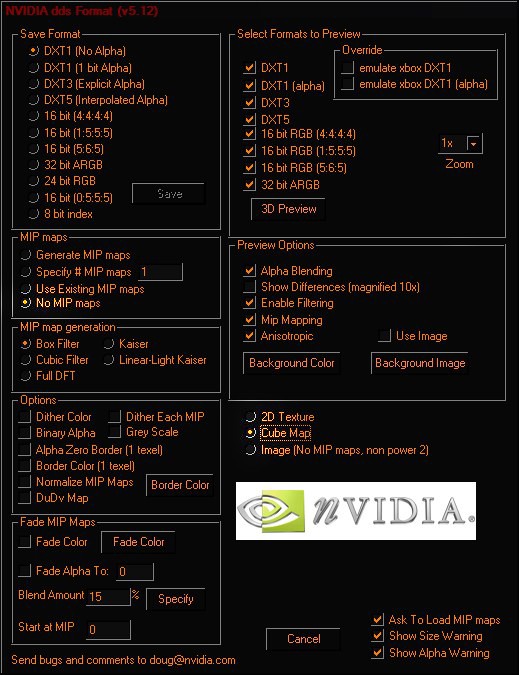 NVIDIA dds Format (v5.12)
Save Format
DXT1 (No Alpha)
DXT1 (1 bit Alpha)
DXT3 (Explicit Alpha)
DXT5 (Interpolated Alpha)
16 bit (4:4:4:4)
16 bit (1:5:5:5)
16 bit (5:6:5)
32 bit ARGB
24 bit RGB
16 bit (0:5:5:5)
8 bit index
Save
MIP maps
Generate MIP maps
Specify # MIP maps 1
Use Existing MIP maps
No MIP maps
MIP map generation
Box Filter Kaiser
Cubic Filter Linear-Light Kaiser
Full DFT
Options
Dither Color Dither Each MIP
Binary Alpha Grey Scale
Alpha Zero Border (1 texel)
Border Color (1 texel)
Normalize MIP Maps
DuDv Map
Border Color
Fade MIP Maps
Fade Color Fade Color
Fade Alpha To: 0
Blend Amount 15 % Specify
Start at MIP 0
Send bugs and comments to doug@nvidia.com
Select Formats to Preview
DXT1
DXT1 (alpha)
DXT3
DXT5
16 bit RGB (4:4:4:4)
16 bit RGB (1:5:5:5)
16 bit RGB (5:6:5)
32 bit ARGB
3D Preview
Override
emulate xbox DXT1
emulate xbox DXT1 (alpha)
1x
Zoom
Preview Options
Alpha Blending
Show Differences (magnified 10x)
Enable Filtering
Mip Mapping
Anisotropic Use Image
Background Color Background Image
2D Texture
Cube Map
Image (No MIP maps, non power 2)
nVIDIA®
Cancel
Ask To Load MIP maps
Show Size Warning
Show Alpha Warning